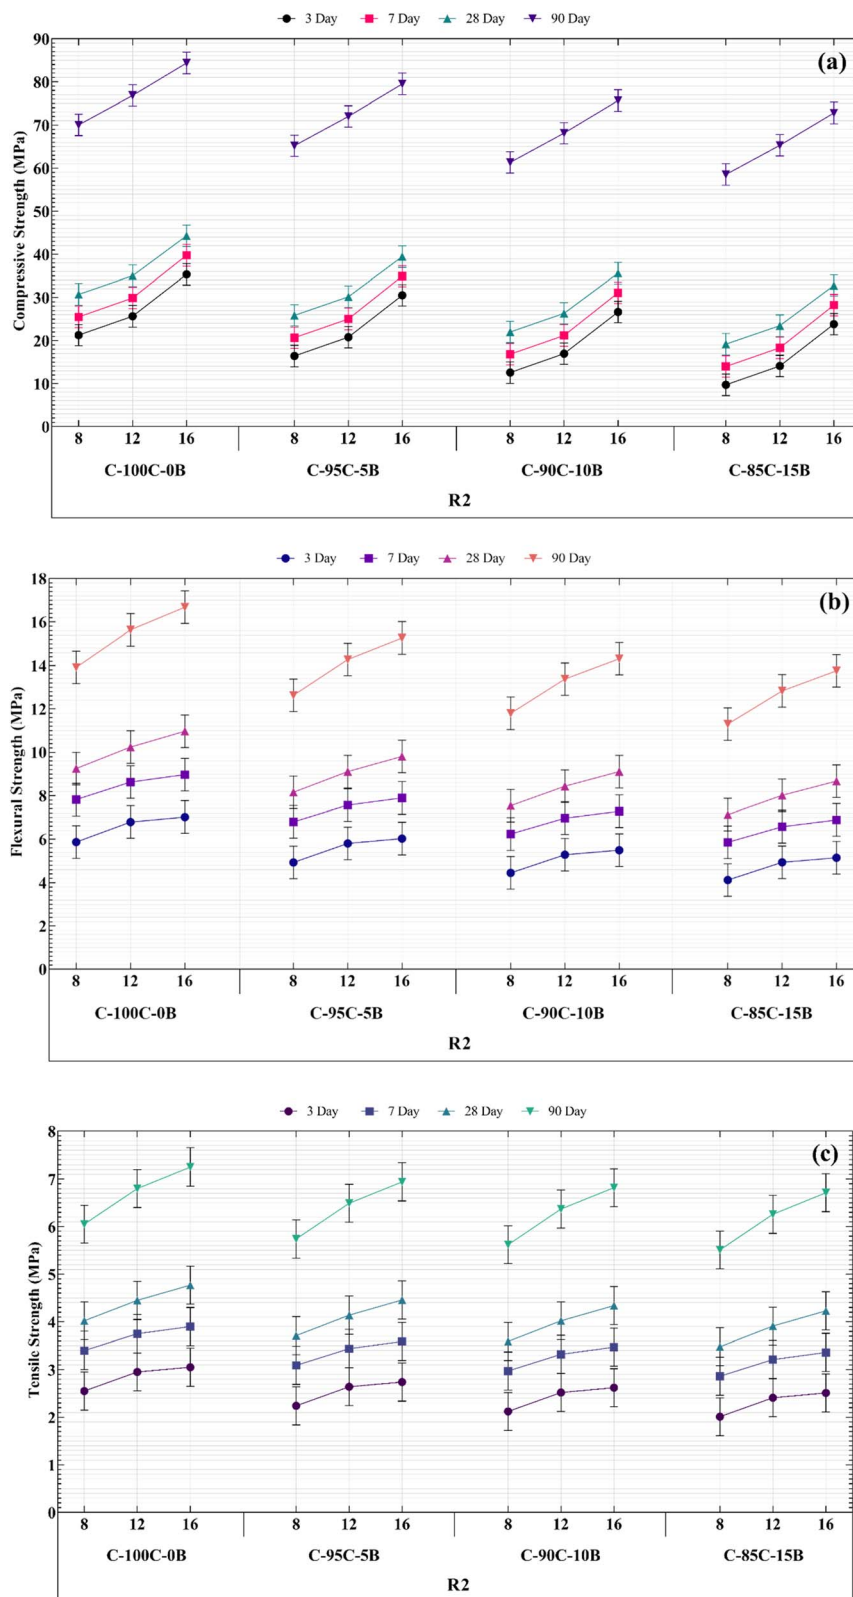 3 Day 7 Day 28 Day 90 Day
(a)
Compressive Strength (MPa)
90
80
70
60
50
40
30
20
10
0
8 12 16 8 12 16 8 12 16 8 12 16
C-100C-0B C-95C-5B C-90C-10B C-85C-15B
R2
3 Day 7 Day 28 Day 90 Day
(b)
Flexural Strength (MPa)
18
16
14
12
10
8
6
4
2
0
8 12 16 8 12 16 8 12 16 8 12 16
C-100C-0B C-95C-5B C-90C-10B C-85C-15B
R2
3 Day 7 Day 28 Day 90 Day
(c)
Tensile Strength (MPa)
8
7
6
5
4
3
2
1
0
8 12 16 8 12 16 8 12 16 8 12 16
C-100C-0B C-95C-5B C-90C-10B C-85C-15B
R2